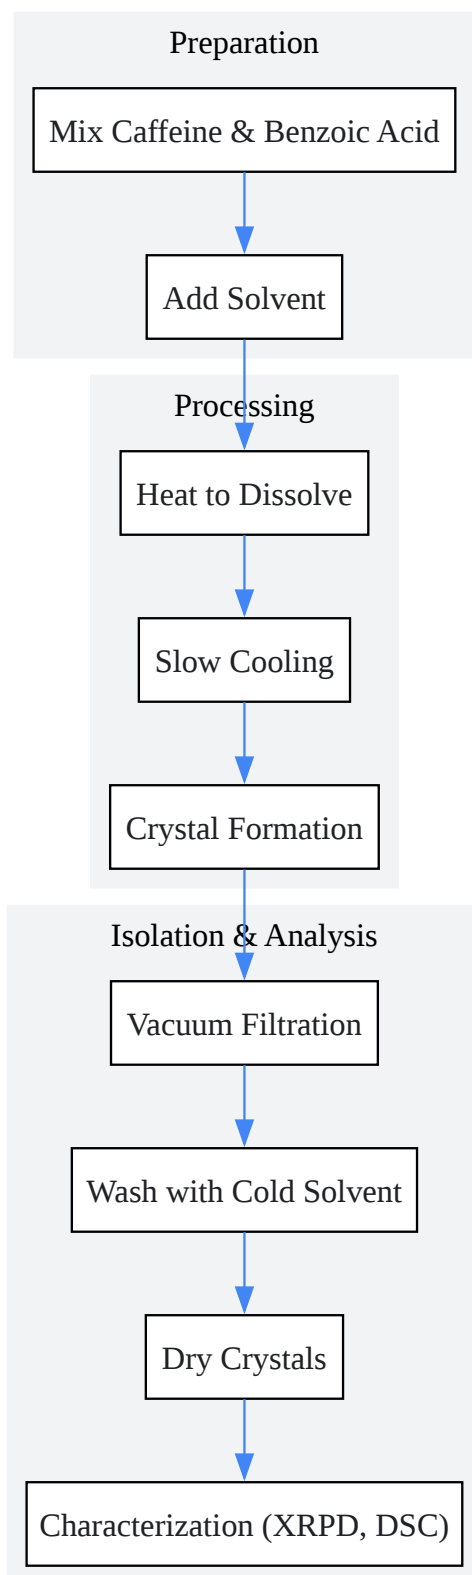 Preparation
Mix Caffeine & Benzoic Acid
Add Solvent
Processing
Heat to Dissolve
Slow Cooling
Crystal Formation
Isolation & Analysis
Vacuum Filtration
Wash with Cold Solvent
Dry Crystals
Characterization (XRPD, DSC)